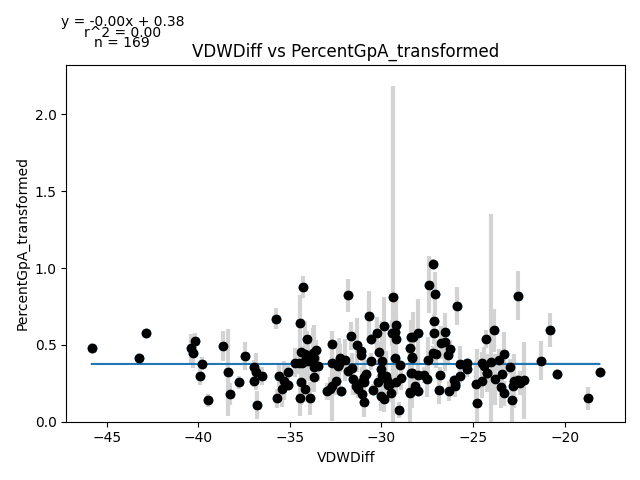 y = -0.00x + 0.38
r^2 = 0.00
n = 169
VDWDiff vs PercentGpA_transformed
PercentGpA_transformed
2.0
1.5
1.0
0.5
0.0
−45
−40
−35
−30
−25
−20
VDWDiff